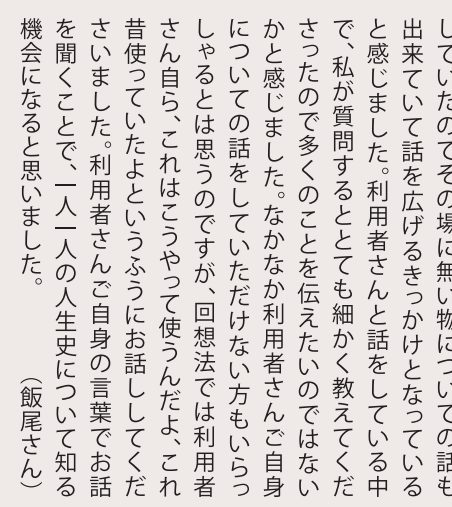 していたのでその場に無い物についての話も
出来ていて話を広げるきっかけとなっている
と感じました。利用者さんと話をしている中
で、私が質問するととても細かく教えてくだ
さったので多くのことを伝えたいのではない
かと感じました。なかなか利用者さんご自身
についての話をしていただけない方もいらっ
しゃるとは思うのですが、回想法では利用者
さん自ら、これはこうやって使うんだよ、これ
昔使っていたよというふうにお話ししてくだ
さいました。利用者さんご自身の言葉でお話
を聞くことで、一人一人の人生史について知る
機会になると思いました。　　（飯尾さん）